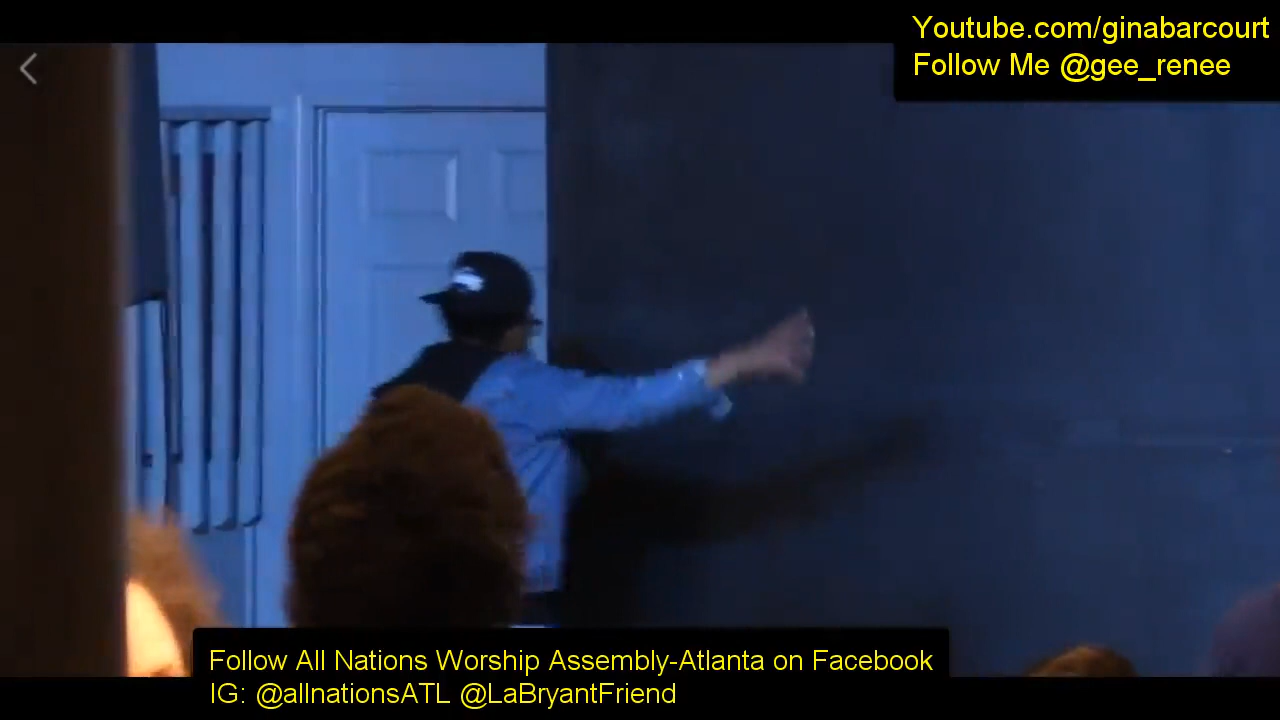 Youtube.com/ginabarcourt
Follow Me @gee_renee
Follow All Nations Worship Assembly-Atlanta on Facebook
IG: @allnationsATL @LaBryantFriend